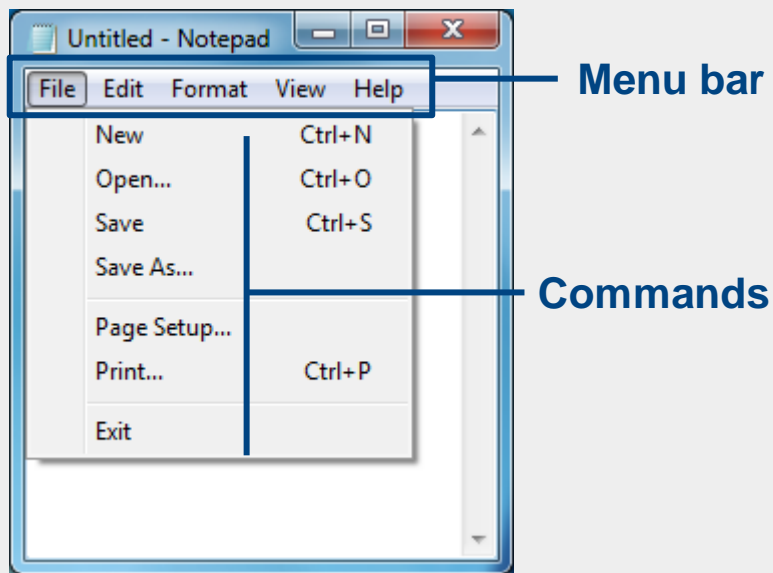 Untitled - Notepad
File Edit Format View Help
Menu bar
New Ctrl+N
Open... Ctrl+O
Save Ctrl+S
Save As...
Commands
Page Setup...
Print... Ctrl+P
Exit